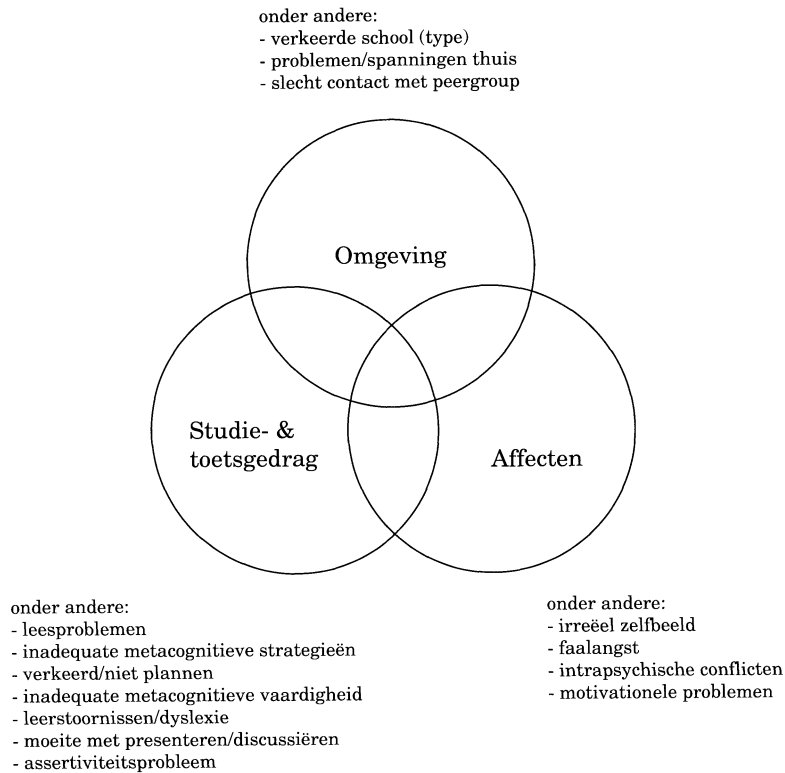 onder andere:
- verkeerde school (type)
- problemen/spanningen thuis
- slecht contact met peergroup
Omgeving
Studie- &
toetsgedrag
Affecten
onder andere:
- leesproblemen
- inadequate metacognitieve strategieën
- verkeerd/niet plannen
- inadequate metacognitieve vaardigheid
- leerstoornissen/dyslexie
- moeite met presenteren/discussiëren
- assertiviteitsprobleem
onder andere:
- irreëel zelfbeeld
- faalangst
- intrapsychische conflicten
- motivationele problemen